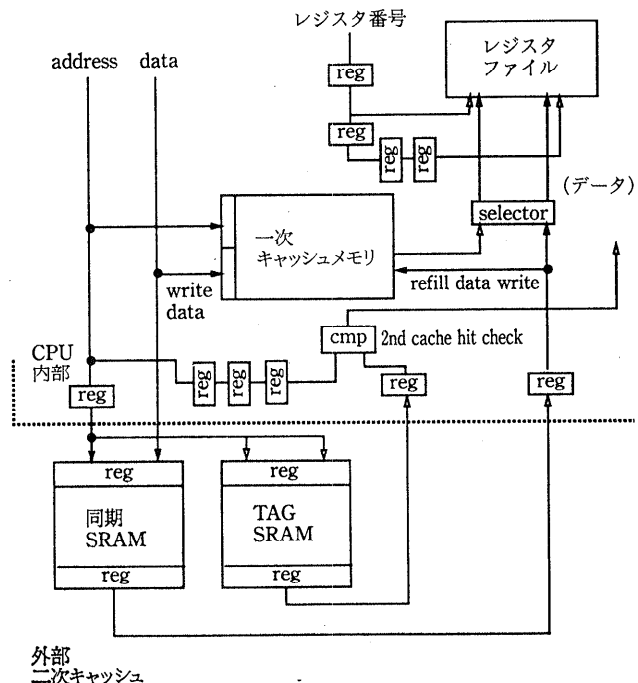 レジスタ番号
レジスタ
ファイル
address data
reg
reg
reg
reg
(データ)
selector
一次
キャッシュメモリ
write
data
refill data write
cmp
2nd cache hit check
CPU
内部
reg
reg
reg
reg
reg
reg
reg
同期
SRAM
reg
reg
TAG
SRAM
reg
外部
二次キャッシュ